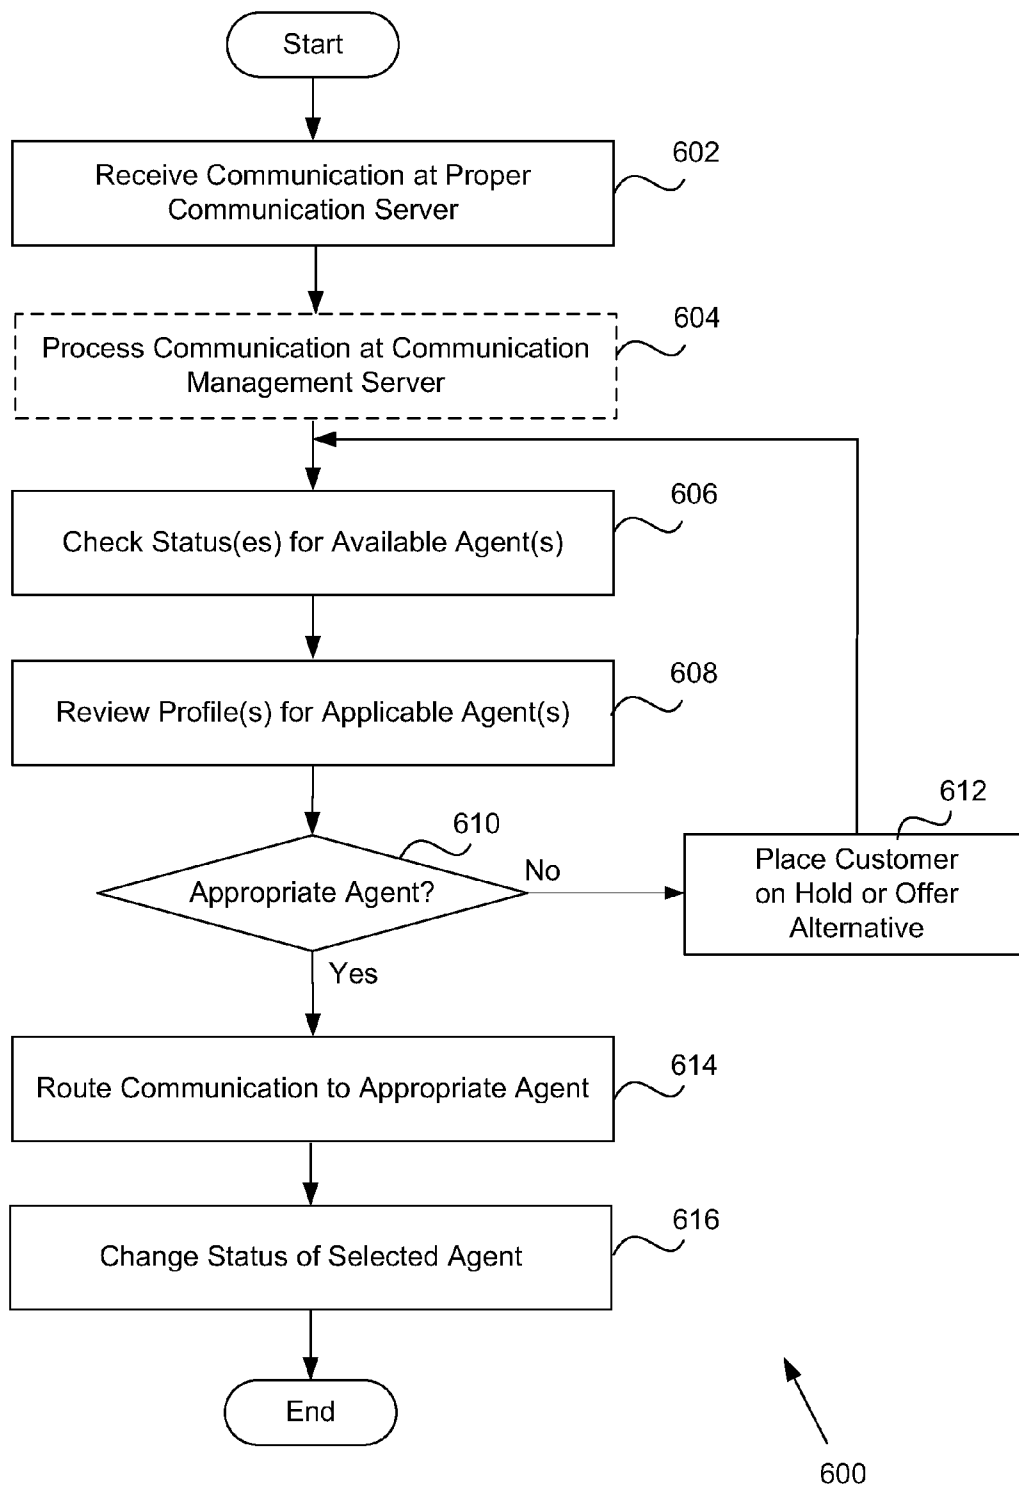 Start
602
Receive Communication at Proper
Communication Server
604
Process Communication at Communication
Management Server
606
Check Status(es) for Available Agent(s)
608
Review Profile(s) for Applicable Agent(s)
610
612
Appropriate Agent?
No
Place Customer
on Hold or Offer
Alternative
Yes
614
Route Communication to Appropriate Agent
616
Change Status of Selected Agent
End
600